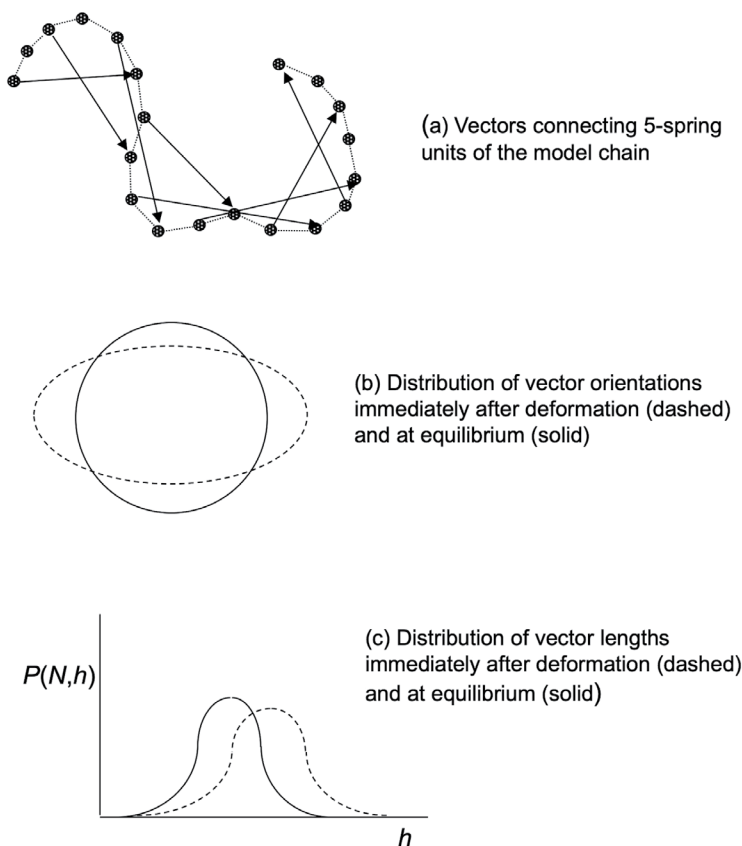 (a) Vectors connecting 5-spring
units of the model chain
(b) Distribution of vector orientations
immediately after deformation (dashed)
and at equilibrium (solid)
(c) Distribution of vector lengths
immediately after deformation (dashed)
and at equilibrium (solid)
P(N,h)
h